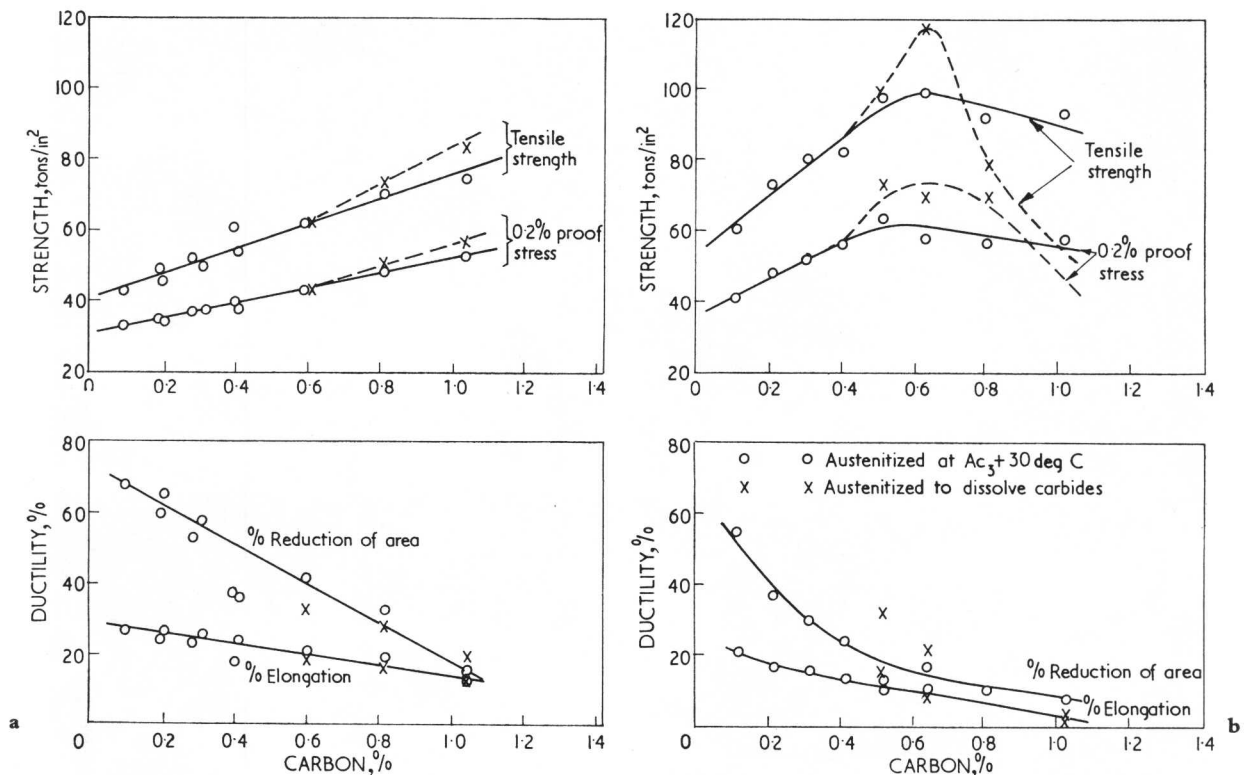 120
100
80
60
40
20
STRENGTH, tons/in²
Tensile
strength
0·2% proof
stress
0 0·2 0·4 0·6 0·8 1·0 1·2 1·4
120
100
80
60
40
20
STRENGTH, tons/in²
Tensile
strength
0·2% proof
stress
0 0·2 0·4 0·6 0·8 1·0 1·2 1·4
80
60
40
20
DUCTILITY, %
% Reduction of area
% Elongation
0 0·2 0·4 0·6 0·8 1·0 1·2 1·4
CARBON, %
a
80
60
40
20
DUCTILITY, %
o o Austenitized at Ac₃+30 deg C
x x Austenitized to dissolve carbides
% Reduction of area
% Elongation
0 0·2 0·4 0·6 0·8 1·0 1·2 1·4
CARBON, %
b